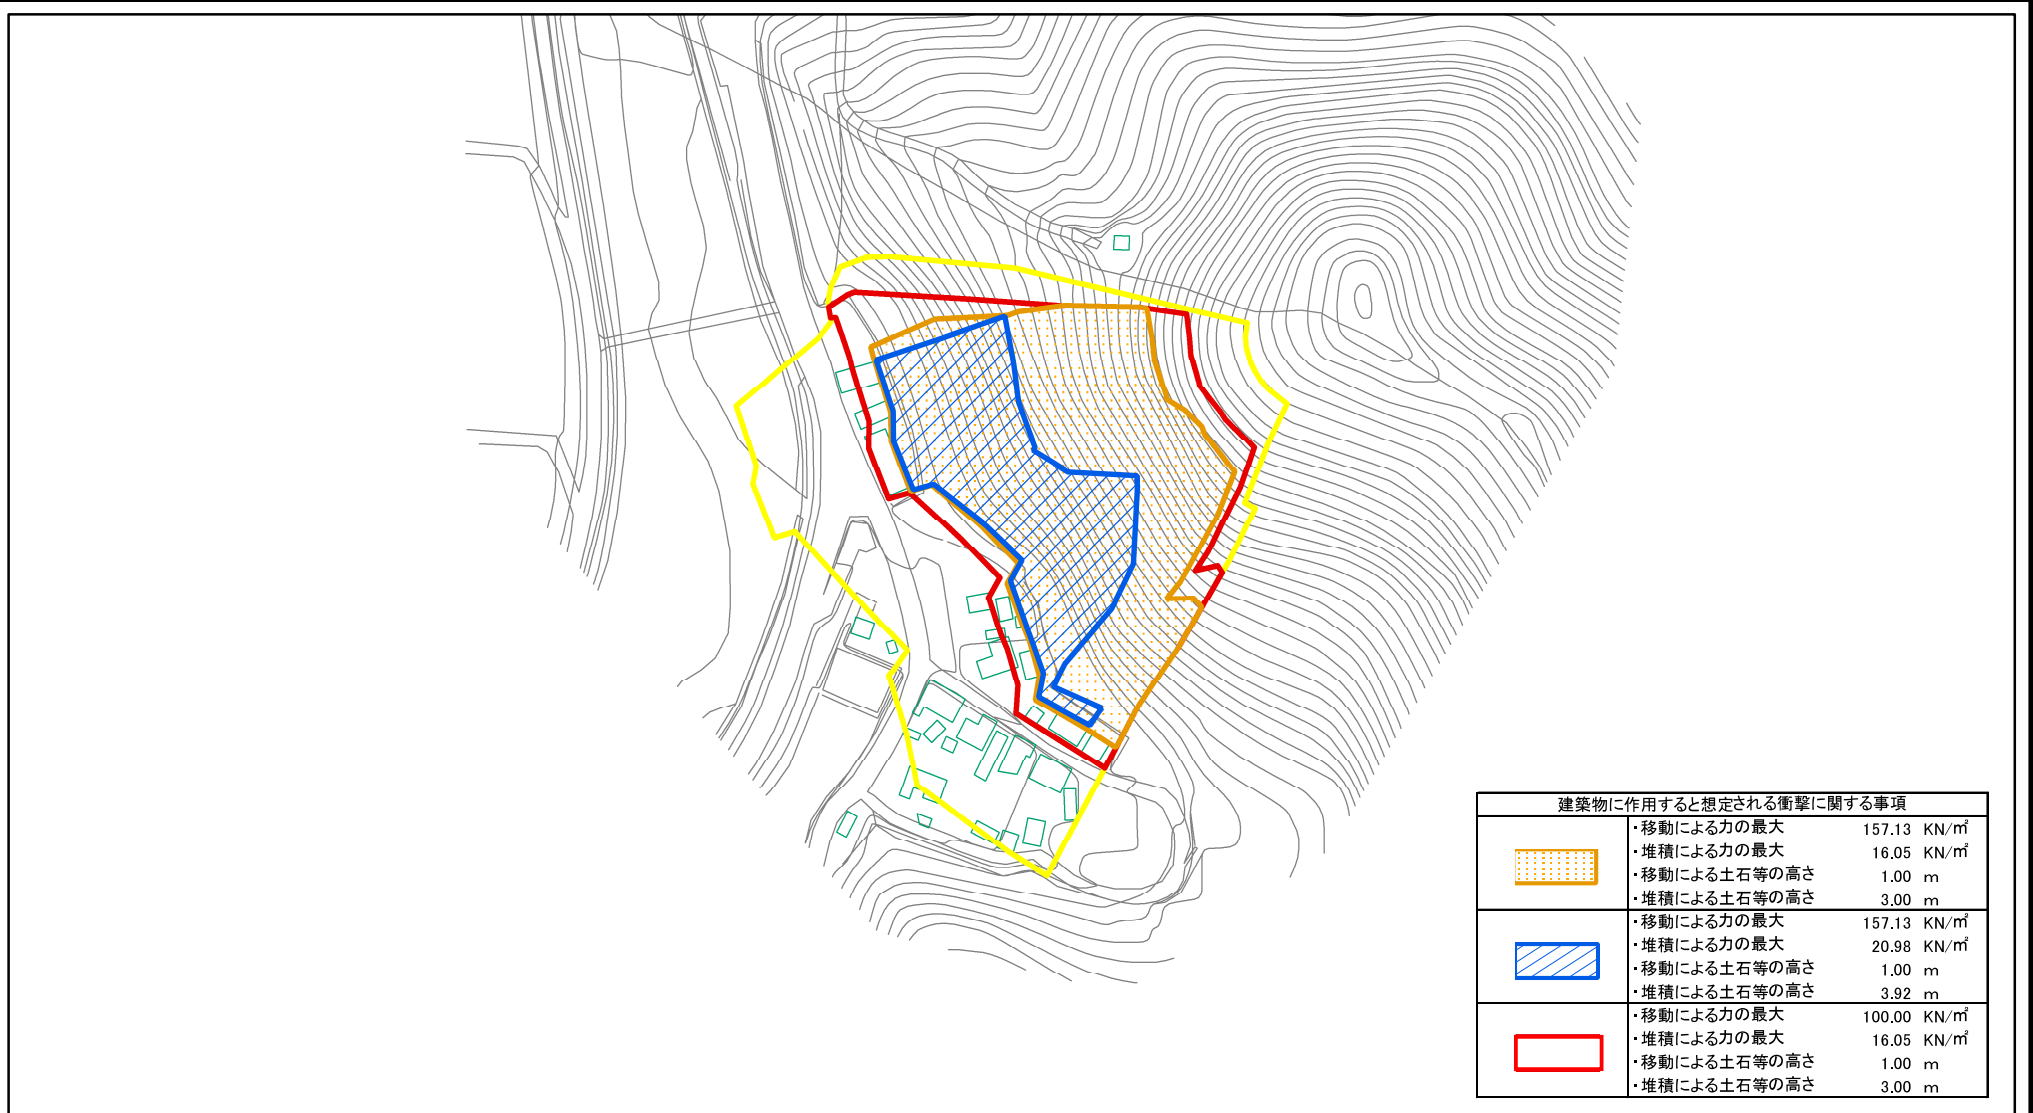 建築物に作用すると想定される衝撃に関する事項
・移動による力の最大 157.13 KN/㎡
・堆積による力の最大 16.05 KN/㎡
・移動による土石等の高さ 1.00 m
・堆積による土石等の高さ 3.00 m
・移動による力の最大 157.13 KN/㎡
・堆積による力の最大 20.98 KN/㎡
・移動による土石等の高さ 1.00 m
・堆積による土石等の高さ 3.92 m
・移動による力の最大 100.00 KN/㎡
・堆積による力の最大 16.05 KN/㎡
・移動による土石等の高さ 1.00 m
・堆積による土石等の高さ 3.00 m